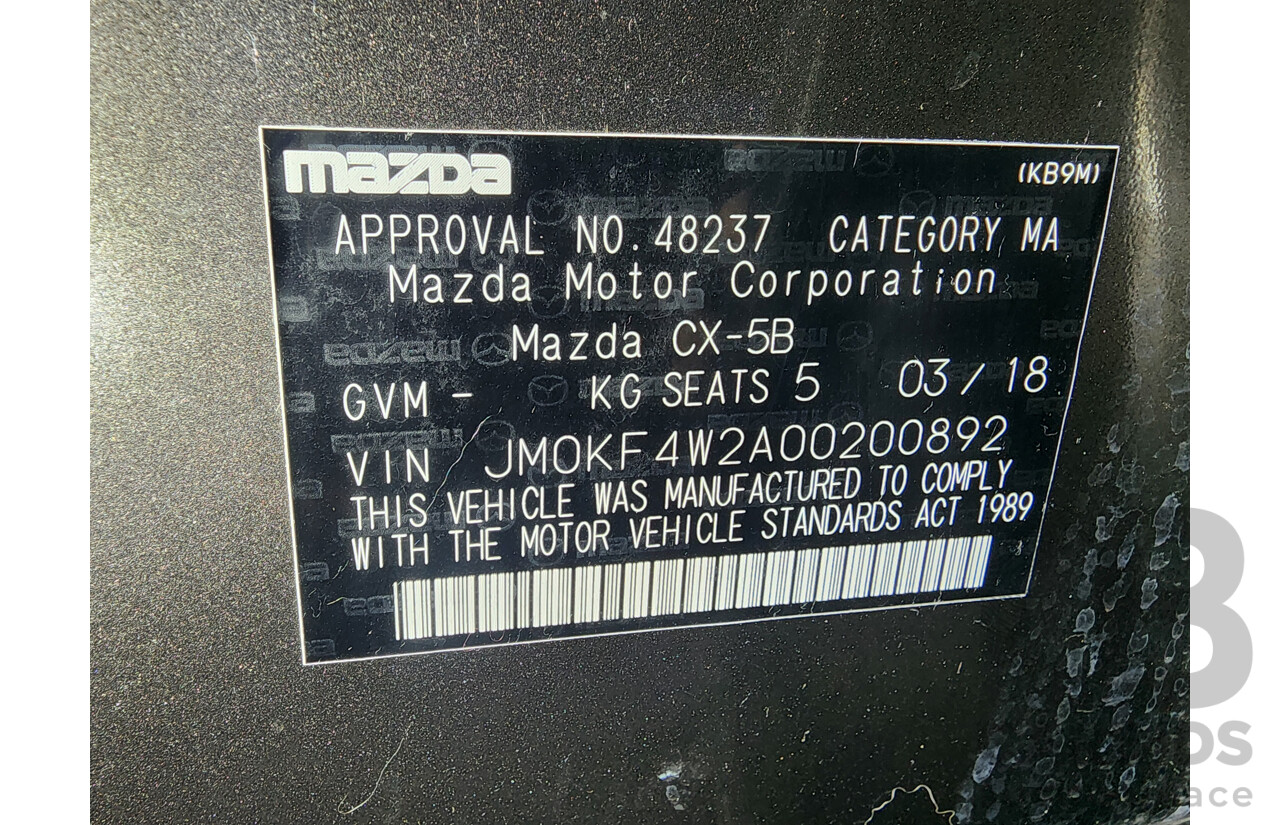 mazda (KB9M)
APPROVAL NO. 48237 CATEGORY MA
Mazda Motor Corporation
Mazda CX-5B
GVM - KG SEATS 5 03/18
VIN JM0KF4W2A00200892
THIS VEHICLE WAS MANUFACTURED TO COMPLY
WITH THE MOTOR VEHICLE STANDARDS ACT 1989